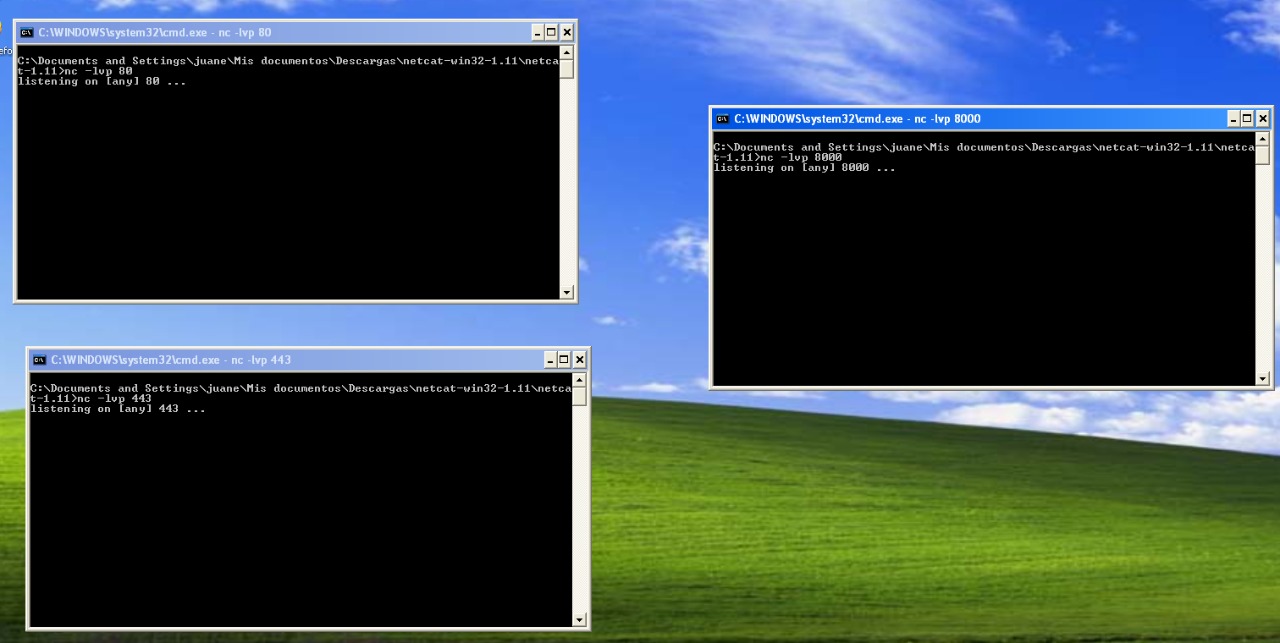 C:\WINDOWS\system32\cmd.exe - nc -lvp 80
C:\Documents and Settings\juane\Mis documentos\Descargas\netcat-win32-1.11\netca
t-1.11>nc -lvp 80
listening on [any] 80 ...
C:\WINDOWS\system32\cmd.exe - nc -lvp 8000
C:\Documents and Settings\juane\Mis documentos\Descargas\netcat-win32-1.11\netca
t-1.11>nc -lvp 8000
listening on [any] 8000 ...
C:\WINDOWS\system32\cmd.exe - nc -lvp 443
C:\Documents and Settings\juane\Mis documentos\Descargas\netcat-win32-1.11\netca
t-1.11>nc -lvp 443
listening on [any] 443 ...